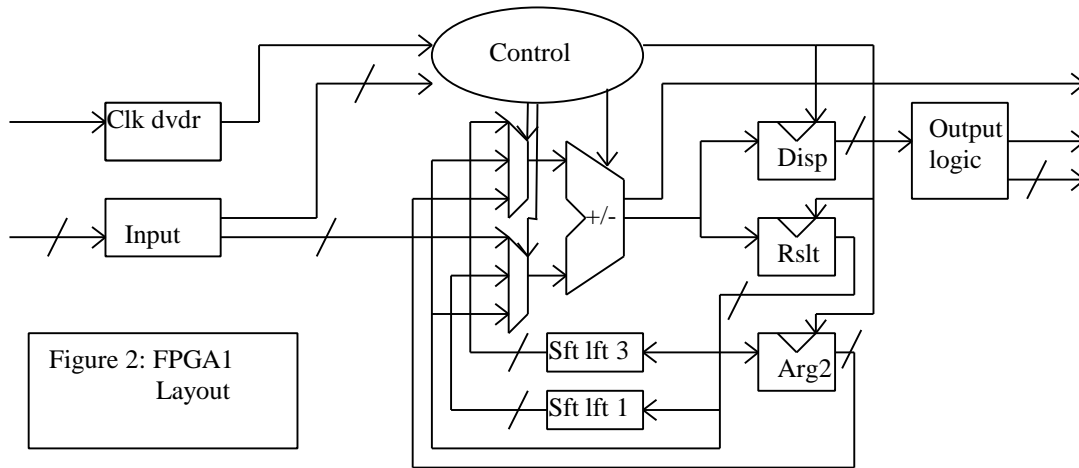 Control
Clk dvdr
Disp
Output
logic
Input
+/-
Rslt
Sft lft 3
Arg2
Sft lft 1
Figure 2: FPGA1
Layout